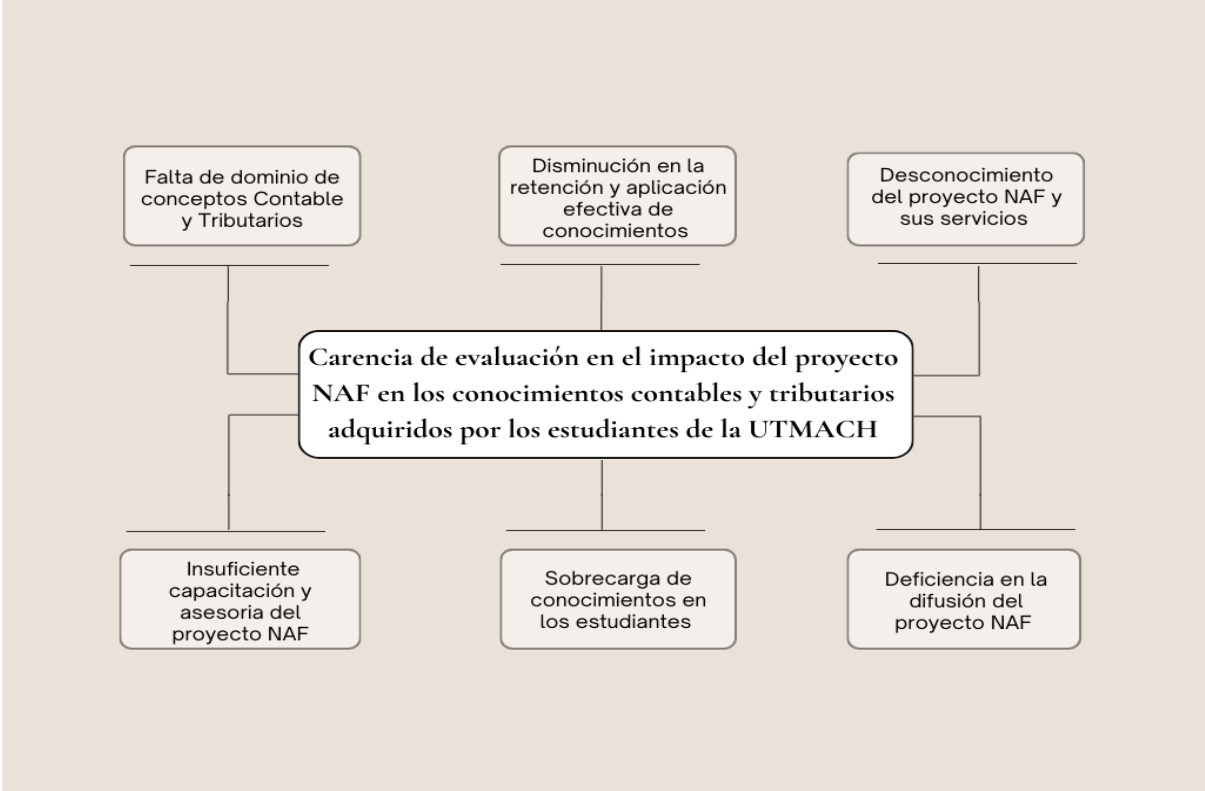 Falta de dominio de
conceptos Contable
y Tributarios
Disminución en la
retención y aplicación
efectiva de
conocimientos
Desconocimiento
del proyecto NAF y
sus servicios
Carencia de evaluación en el impacto del proyecto
NAF en los conocimientos contables y tributarios
adquiridos por los estudiantes de la UTMACH
Insuficiente
capacitación y
asesoria del
proyecto NAF
Sobrecarga de
conocimientos en
los estudiantes
Deficiencia en la
difusión del
proyecto NAF